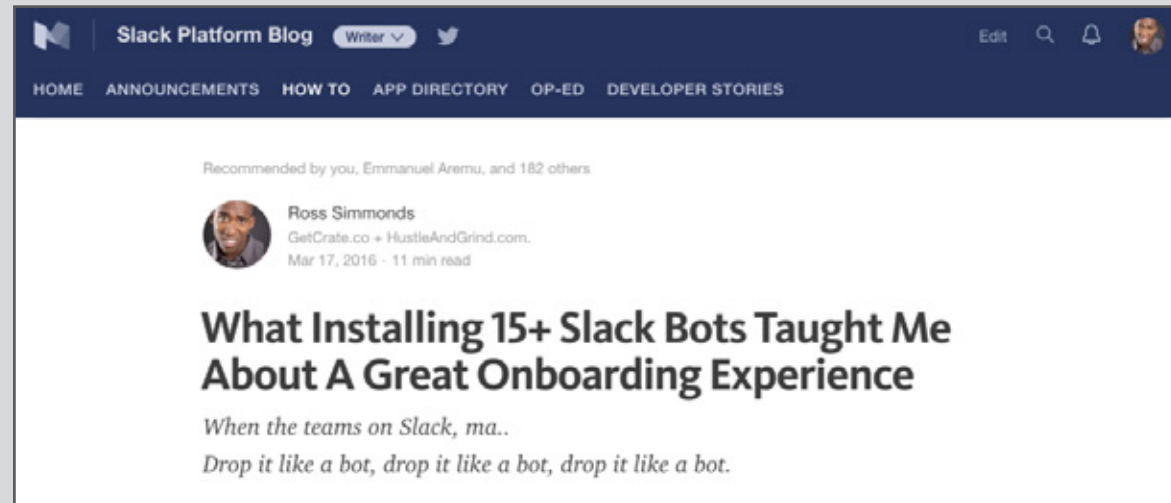 Slack Platform Blog Writer Edit
HOME ANNOUNCEMENTS HOW TO APP DIRECTORY OP-ED DEVELOPER STORIES
Recommended by you, Emmanuel Aremu, and 182 others
Ross Simmonds
GetCrate.co + HustleAndGrind.com.
Mar 17, 2016 · 11 min read
What Installing 15+ Slack Bots Taught Me
About A Great Onboarding Experience
When the teams on Slack, ma..
Drop it like a bot, drop it like a bot, drop it like a bot.